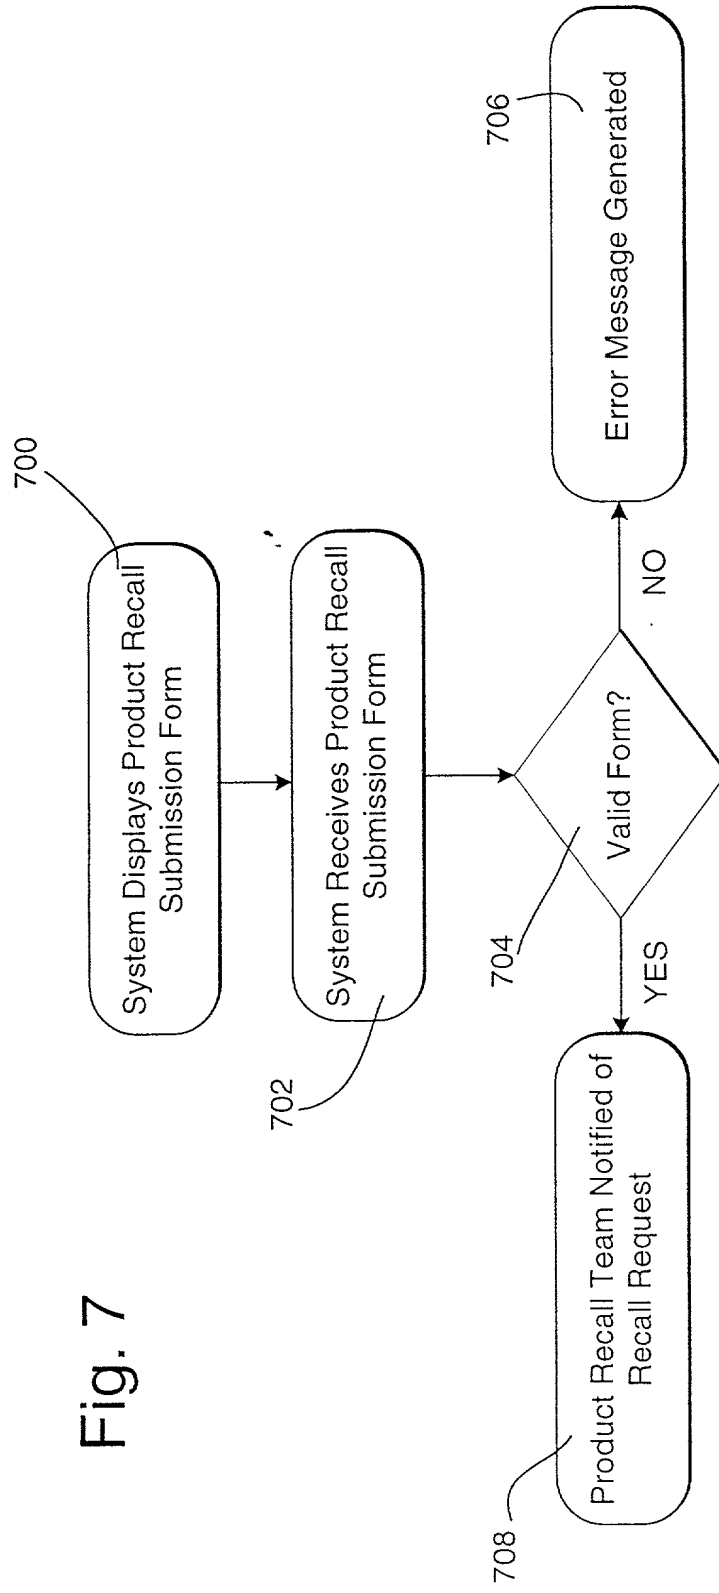 Fig. 7
700
System Displays Product Recall
Submission Form
702
System Receives Product Recall
Submission Form
704
Valid Form?
YES
NO
708
Product Recall Team Notified of
Recall Request
706
Error Message Generated